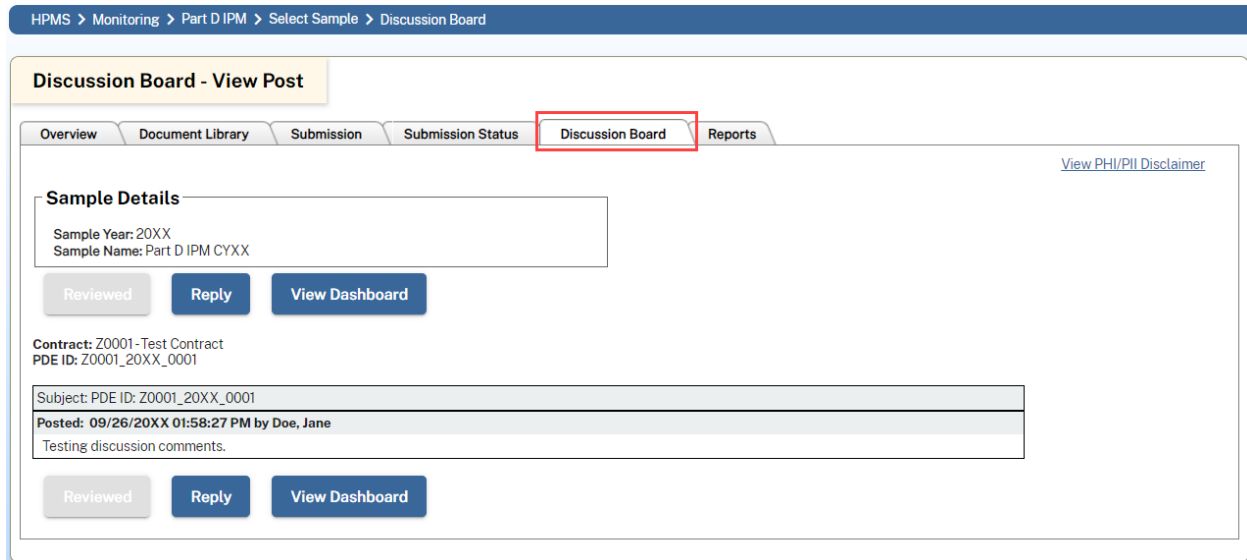 HPMS > Monitoring > Part D IPM > Select Sample > Discussion Board
Discussion Board - View Post
Overview Document Library Submission Submission Status Discussion Board Reports
View PHI/PII Disclaimer
Sample Details
Sample Year: 20XX
Sample Name: Part D IPM CYXX
Reviewed Reply View Dashboard
Contract: Z0001-Test Contract
PDE ID: Z0001_20XX_0001
Subject: PDE ID: Z0001_20XX_0001
Posted: 09/26/20XX 01:58:27 PM by Doe, Jane
Testing discussion comments.
Reviewed Reply View Dashboard